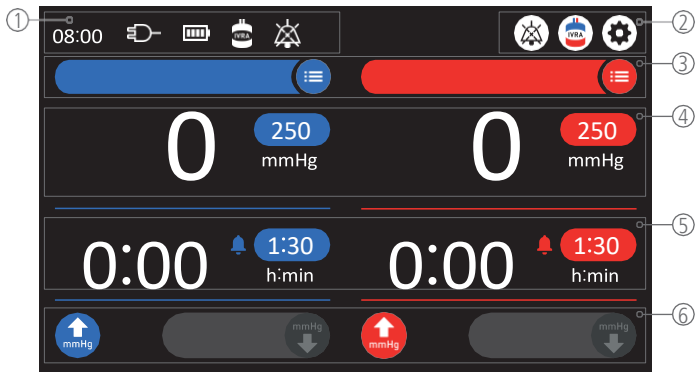 ①
08:00 IVRA
IVRA ②
③
0 250 mmHg 0 250 mmHg ④
0:00 1:30 h:min 0:00 1:30 h:min ⑤
mmHg mmHg mmHg mmHg ⑥